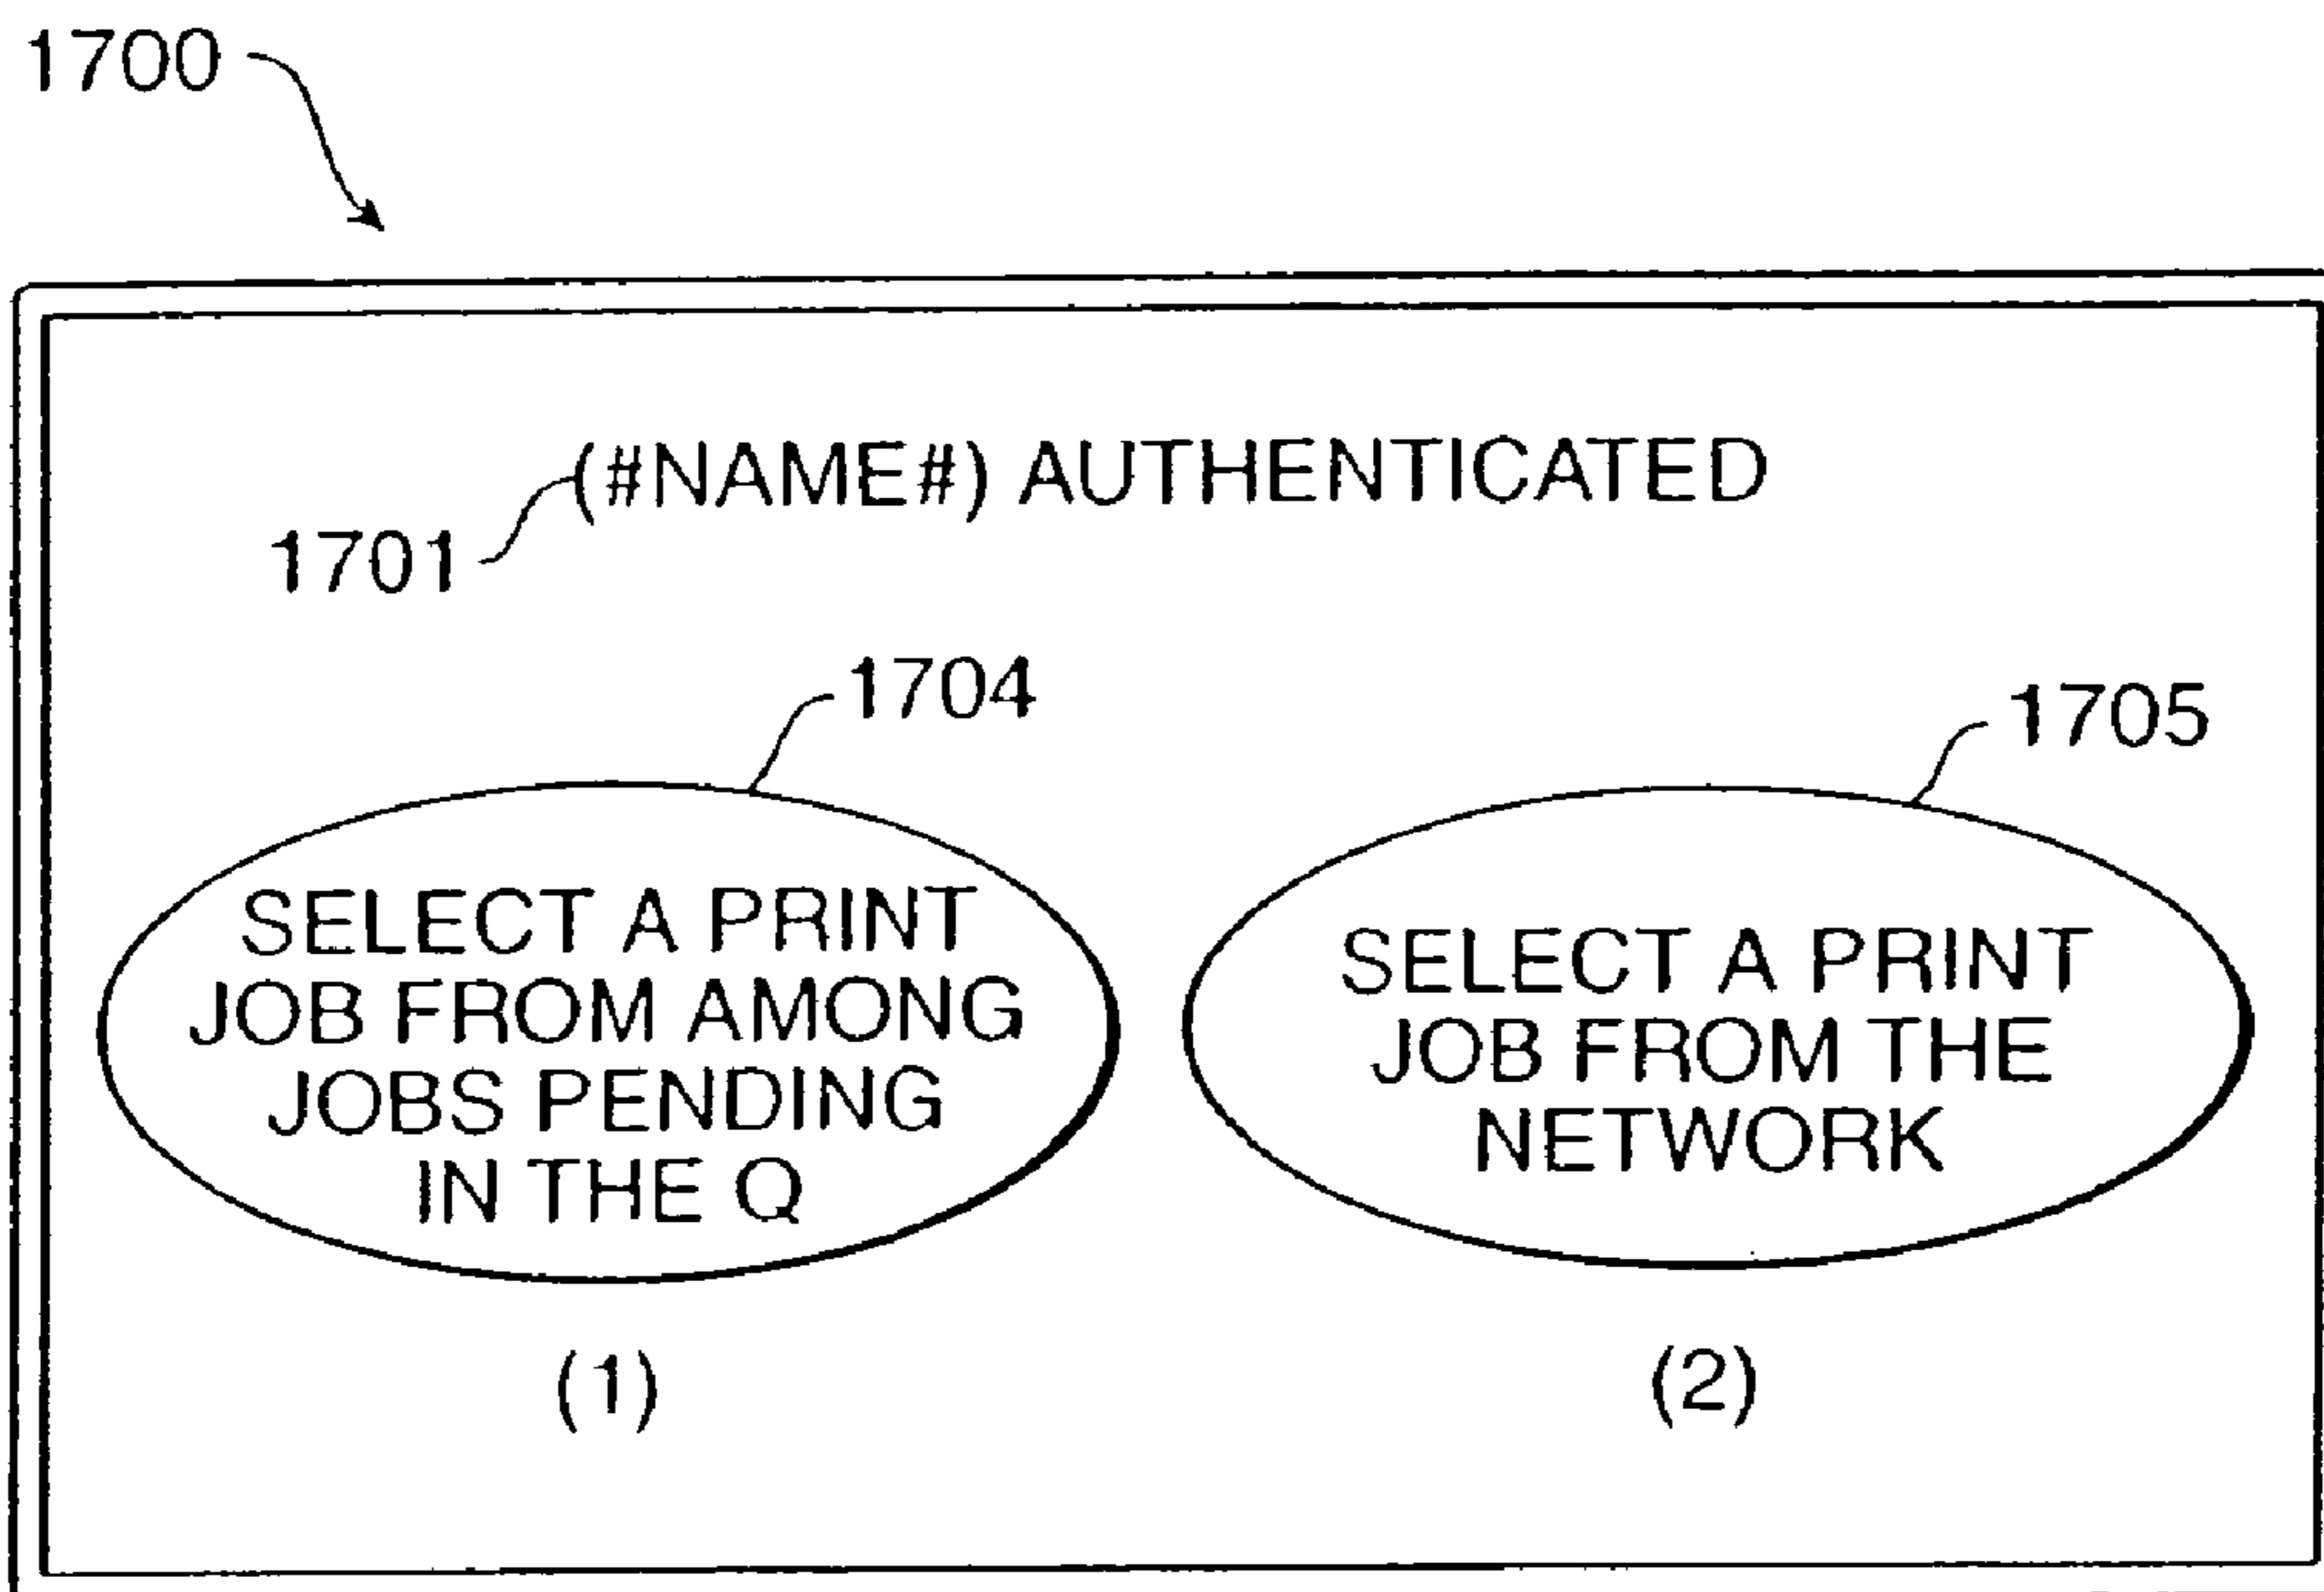 1700
(#NAME#) AUTHENTICATED
1701
1704
1705
SELECT A PRINT
JOB FROM AMONG
JOBS PENDING
IN THE Q
SELECT A PRINT
JOB FROM THE
NETWORK
(1)
(2)